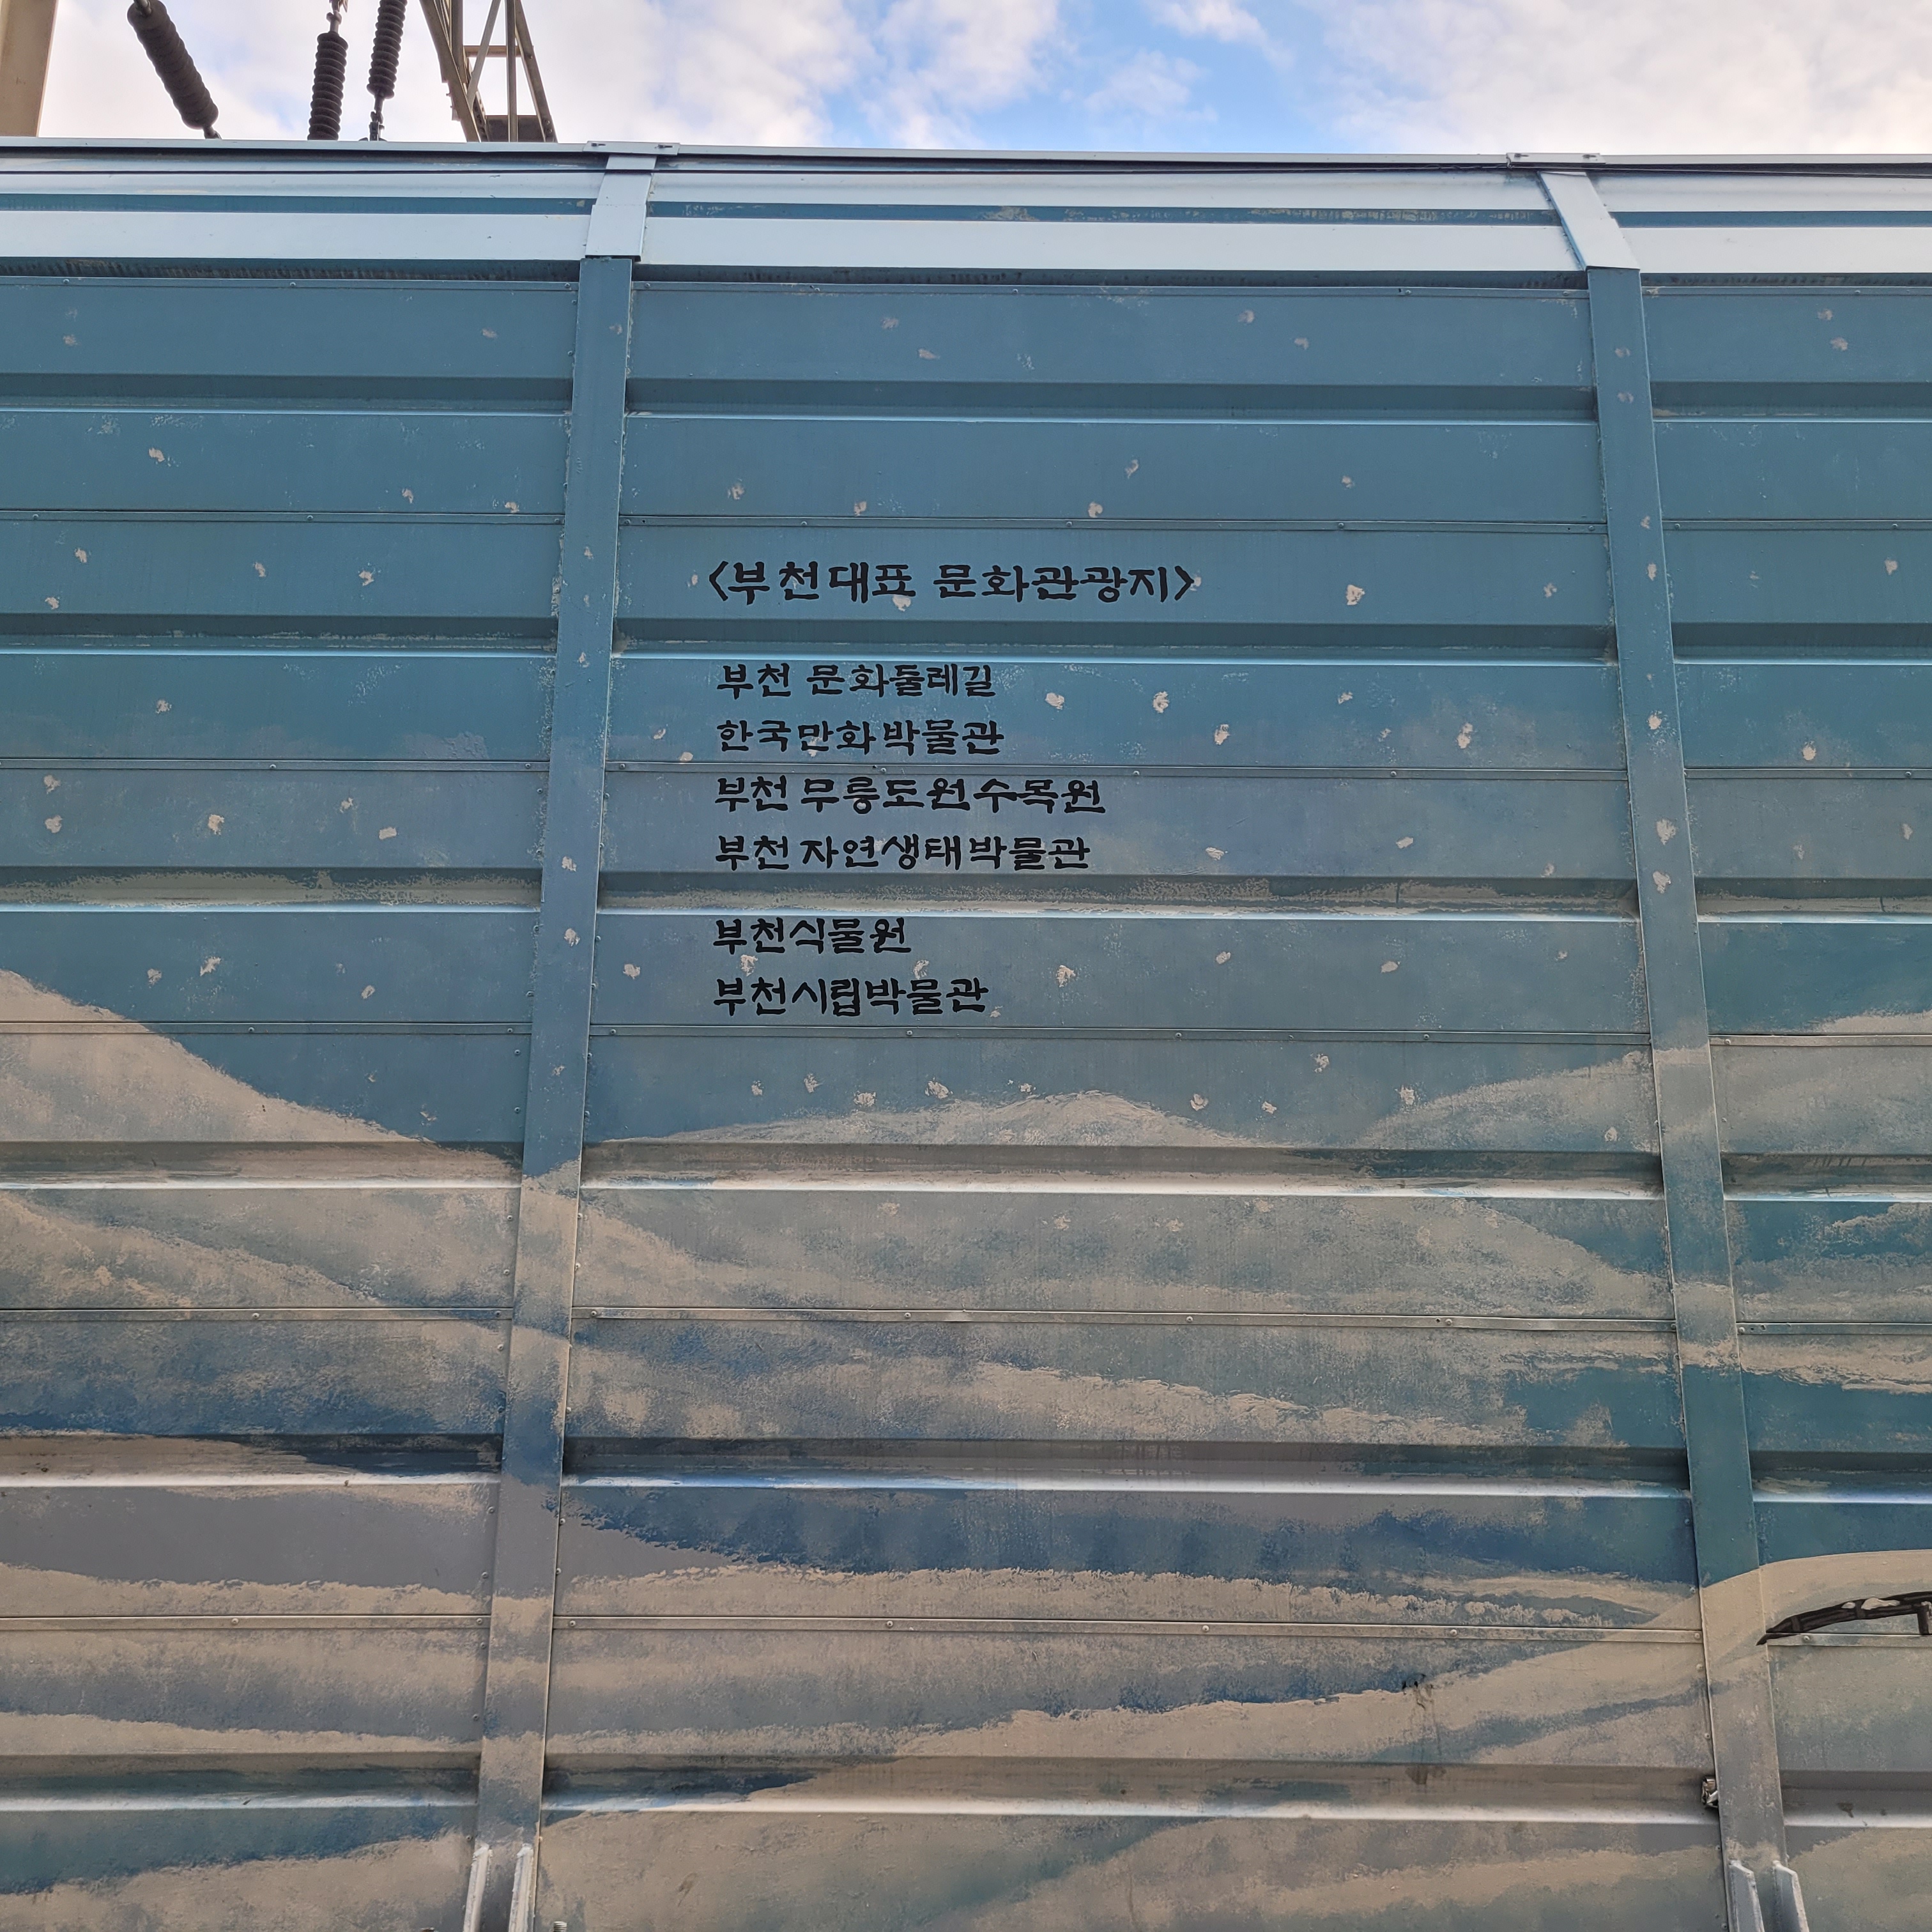 <부천대표 문화관광지>
부천 문화둘레길
한국만화박물관
부천 무릉도원수목원
부천 자연생태박물관
부천식물원
부천시립박물관